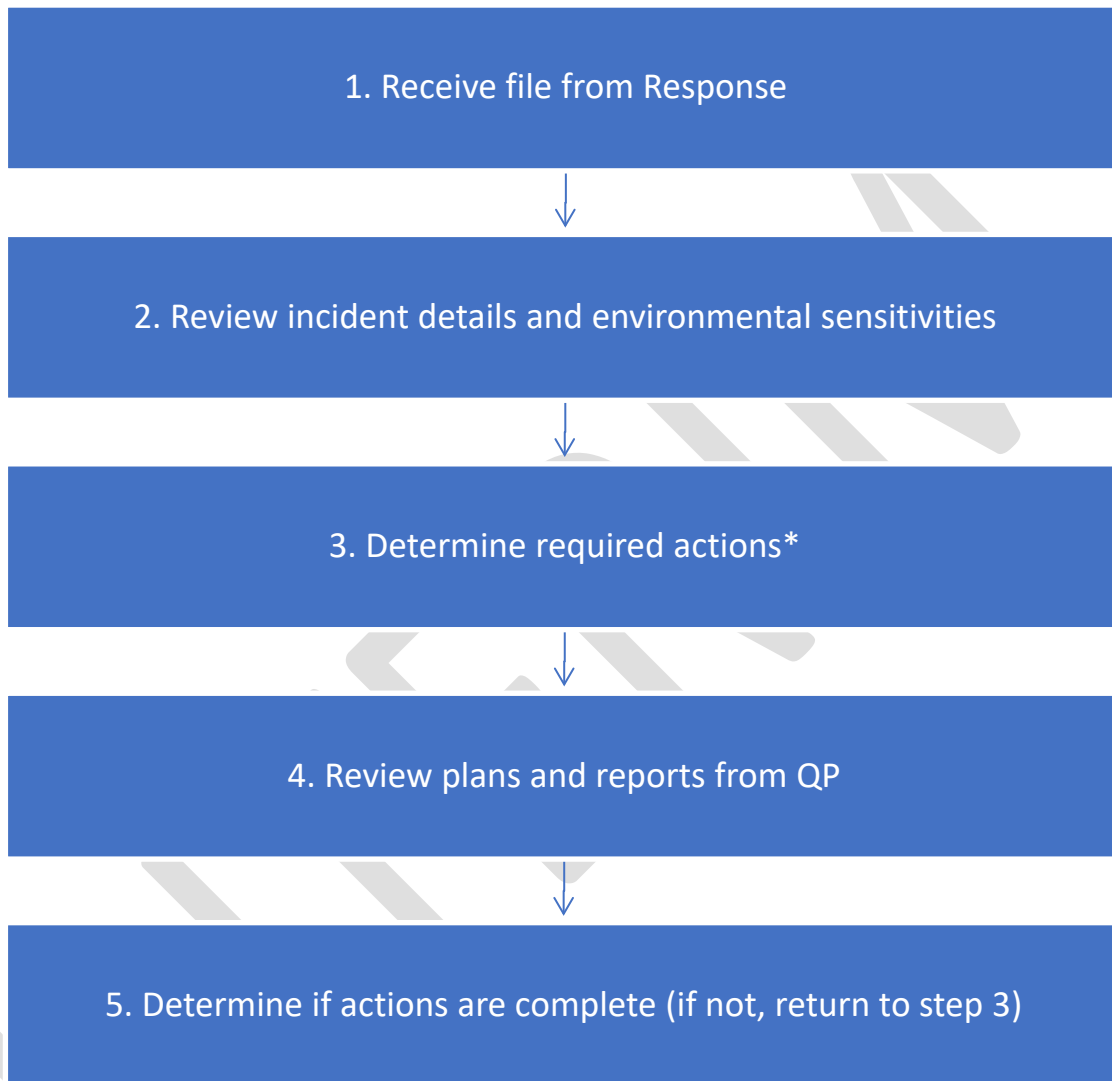 1. Receive file from Response
2. Review incident details and environmental sensitivities
3. Determine required actions*
4. Review plans and reports from QP
5. Determine if actions are complete (if not, return to step 3)